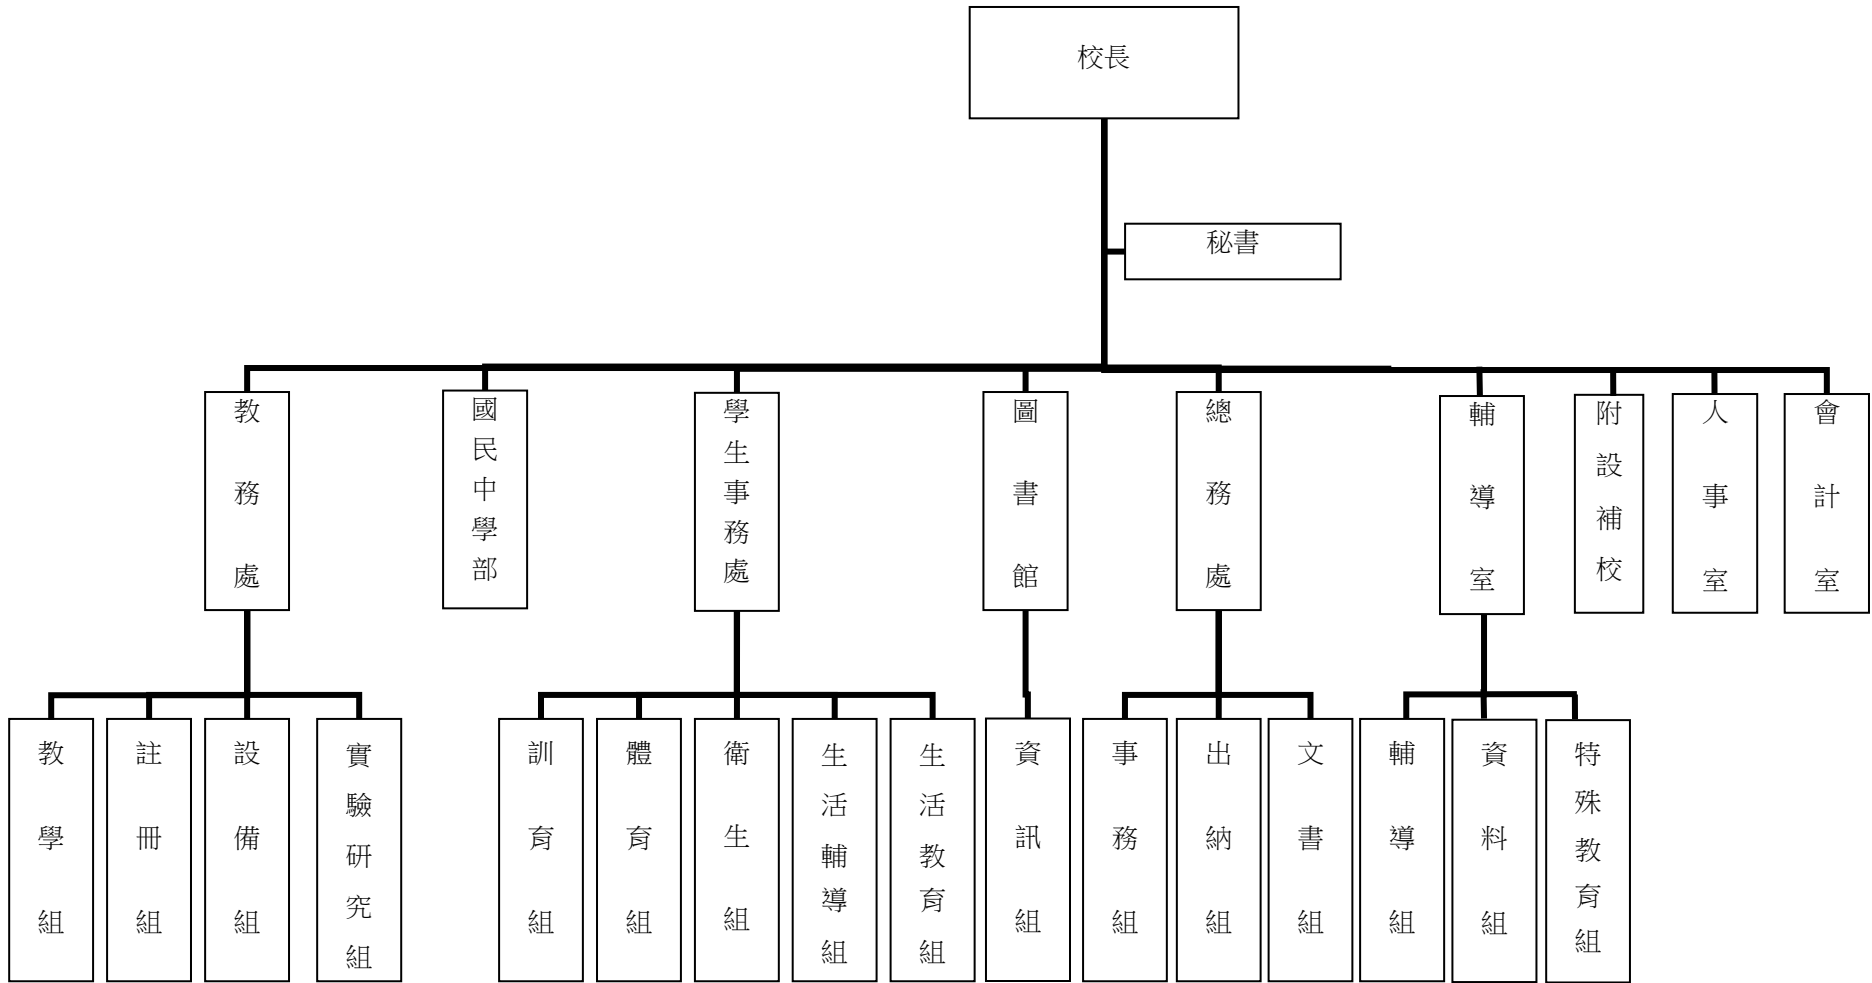 校長
秘書
教務處
國民中學部
學生事務處
圖書館
總務處
輔導室
附設補校
人事室
會計室
教學組
註冊組
設備組
實驗研究組
訓育組
體育組
衛生組
生活輔導組
生活教育組
資訊組
事務組
出納組
文書組
輔導組
資料組
特殊教育組